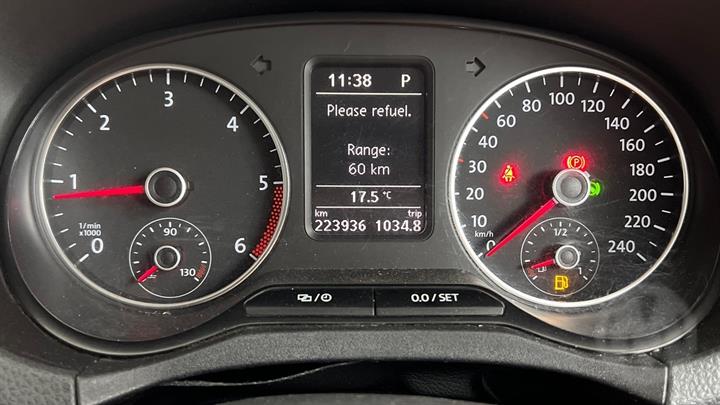 11:38 P
Please refuel.
Range:
60 km
17.5 °C
km trip
223936 1034.8
0 1 2 3 4 5 6
1/min
x1000
90
130
0 10 20 30 60 80 100 120 140 160 180 200 220 240
km/h
1/2
1
P
0.0 / SET